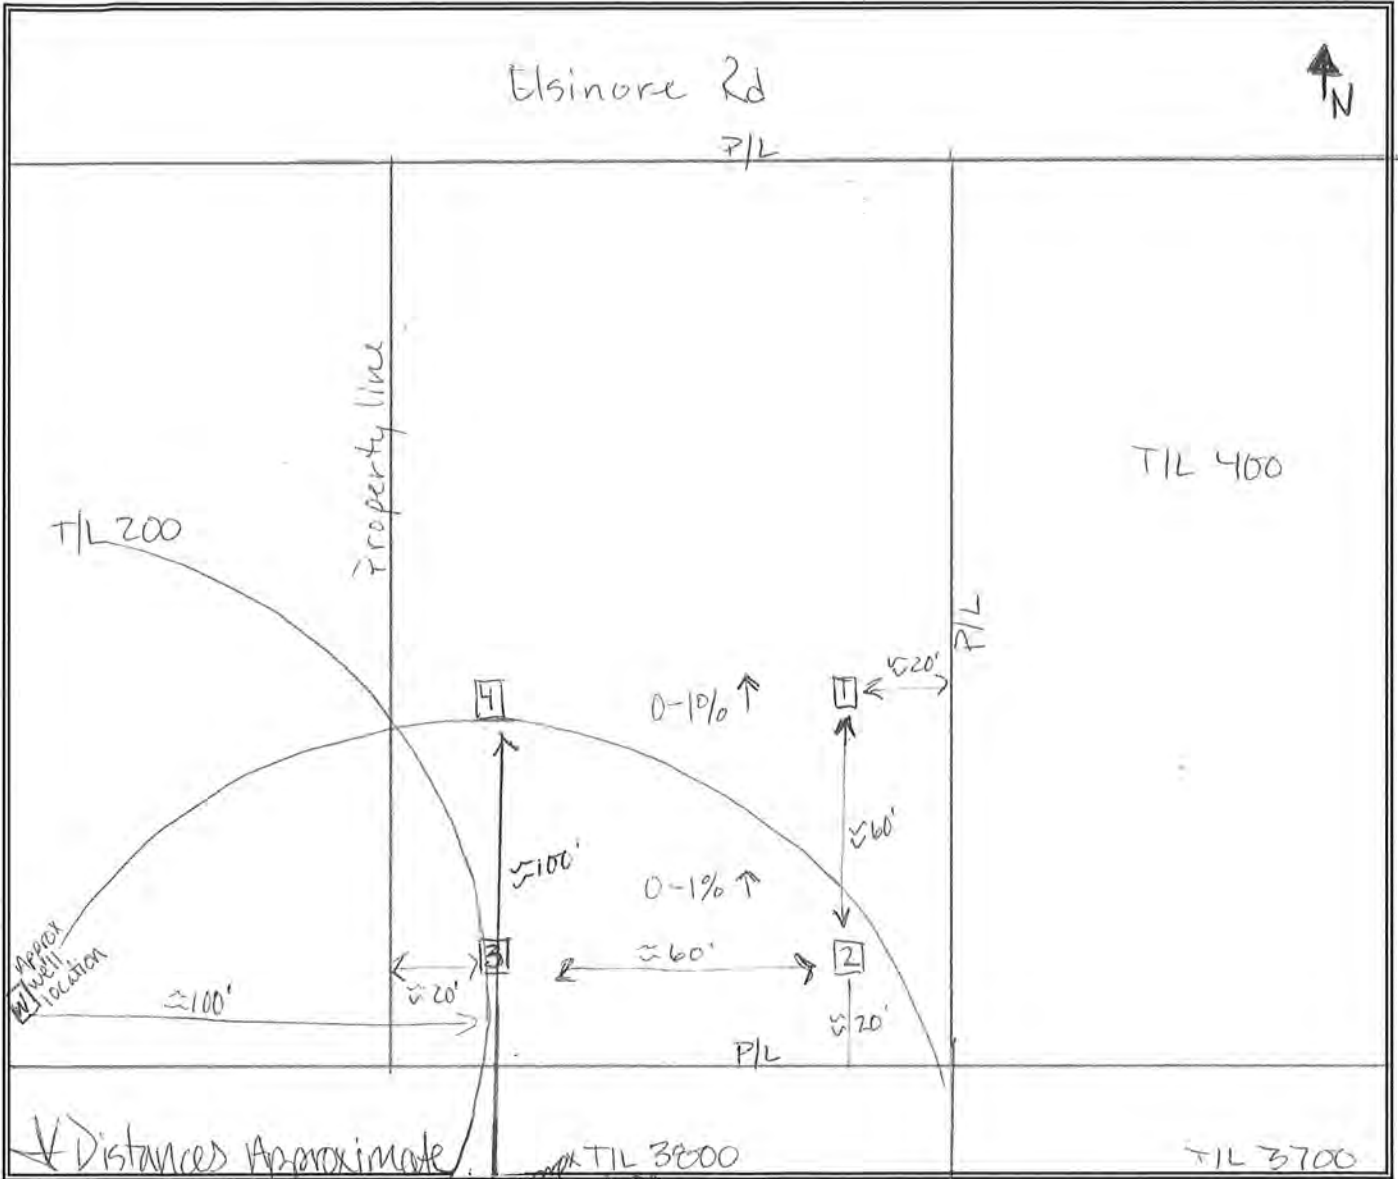 Elsinore Rd
N
P/L
Property line
T/L 400
T/L 200
P/L
≈20'
4
0-1% ↑
1
≈60'
≈100'
0-1% ↑
Approx
well
location
W
3
≈60'
2
≈100'
≈20'
≈20'
P/L
Distances Approximate
T/L 3800
T/L 3700